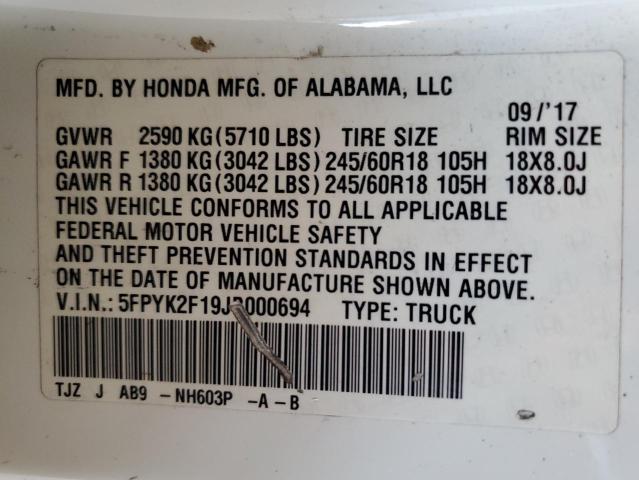 MFD. BY HONDA MFG. OF ALABAMA, LLC
09/'17
GVWR 2590 KG(5710 LBS) TIRE SIZE RIM SIZE
GAWR F 1380 KG(3042 LBS) 245/60R18 105H 18X8.0J
GAWR R 1380 KG(3042 LBS) 245/60R18 105H 18X8.0J
THIS VEHICLE CONFORMS TO ALL APPLICABLE
FEDERAL MOTOR VEHICLE SAFETY
AND THEFT PREVENTION STANDARDS IN EFFECT
ON THE DATE OF MANUFACTURE SHOWN ABOVE.
V.I.N.: 5FPYK2F19JB000694 TYPE: TRUCK
TJZ J AB9 -NH603P -A-B